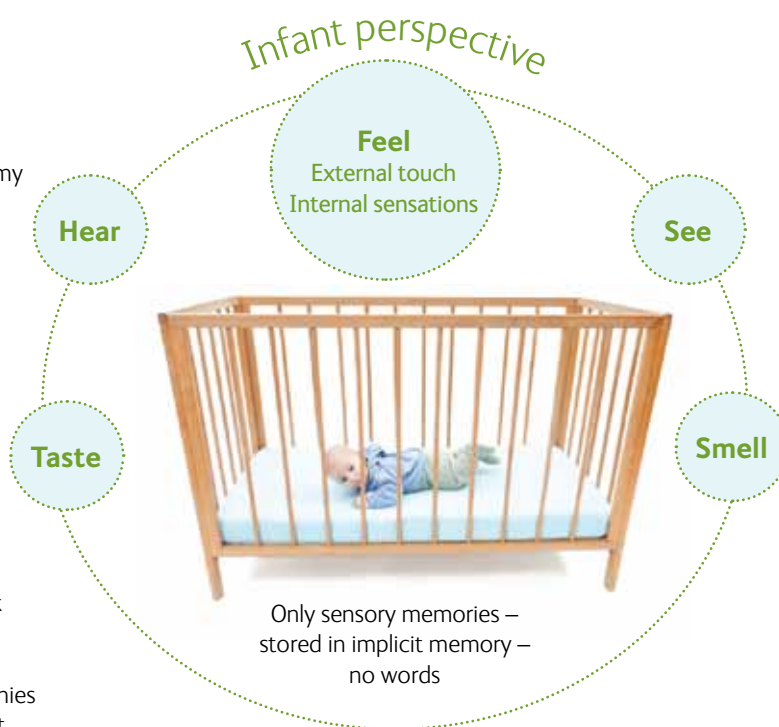 Infant perspective
Feel
External touch
Internal sensations
Hear
See
Taste
Smell
Only sensory memories –
stored in implicit memory –
no words
my